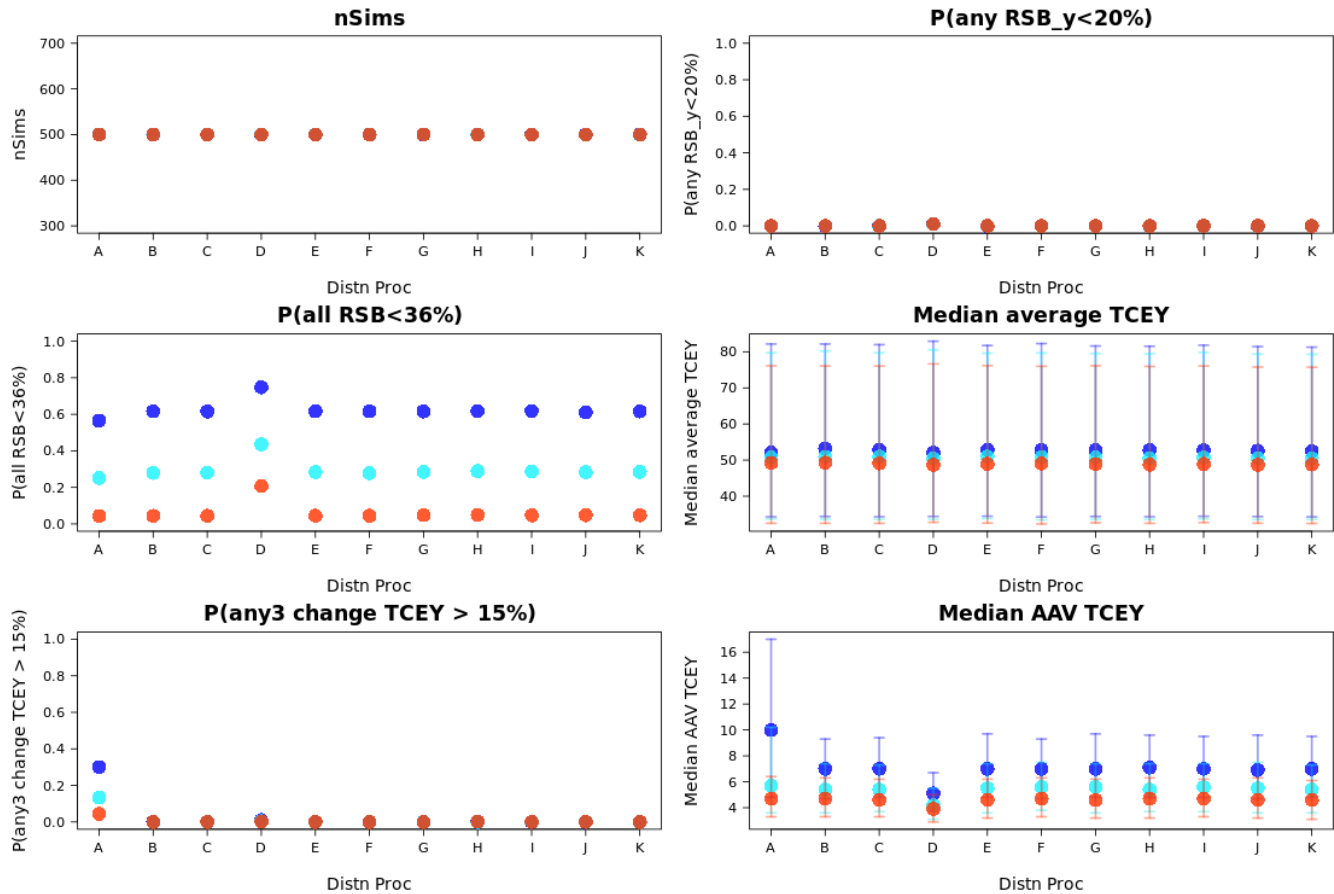 nSims
nSims
700
600
500
400
300
A B C D E F G H I J K
Distn Proc
P(any RSB_y<20%)
P(any RSB_y<20%)
1.0
0.8
0.6
0.4
0.2
0.0
A B C D E F G H I J K
Distn Proc
P(all RSB<36%)
P(all RSB<36%)
1.0
0.8
0.6
0.4
0.2
0.0
A B C D E F G H I J K
Distn Proc
Median average TCEY
Median average TCEY
80
70
60
50
40
A B C D E F G H I J K
Distn Proc
P(any3 change TCEY > 15%)
P(any3 change TCEY > 15%)
1.0
0.8
0.6
0.4
0.2
0.0
A B C D E F G H I J K
Distn Proc
Median AAV TCEY
Median AAV TCEY
16
14
12
10
8
6
4
A B C D E F G H I J K
Distn Proc